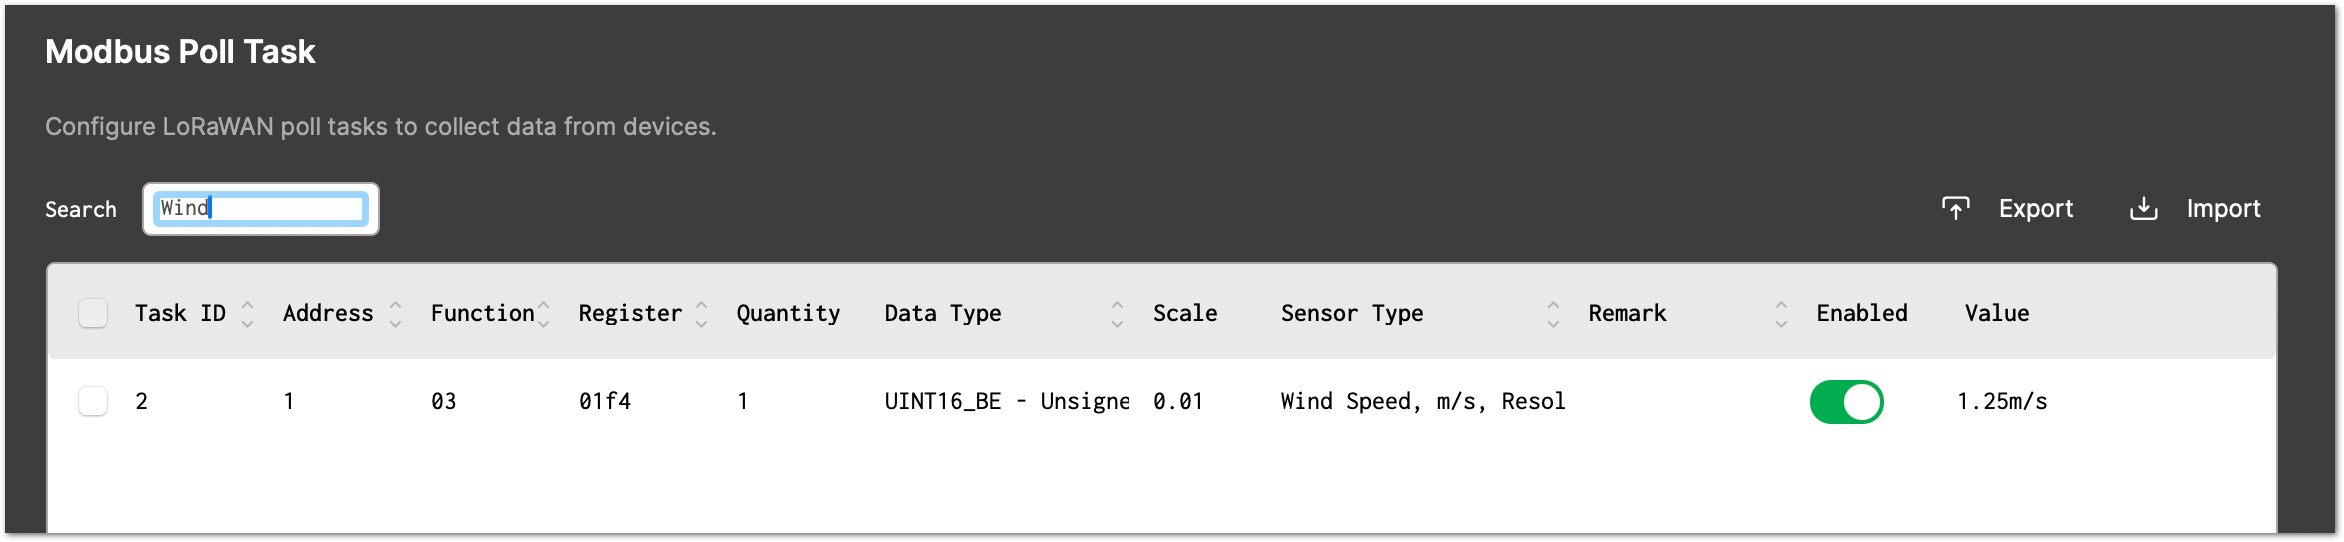 Modbus Poll Task
Configure LoRaWAN poll tasks to collect data from devices.
Search Wind Export Import
Task ID Address Function Register Quantity Data Type Scale Sensor Type Remark Enabled Value
2 1 03 01f4 1 UINT16_BE - Unsigne 0.01 Wind Speed, m/s, Resol 1.25m/s